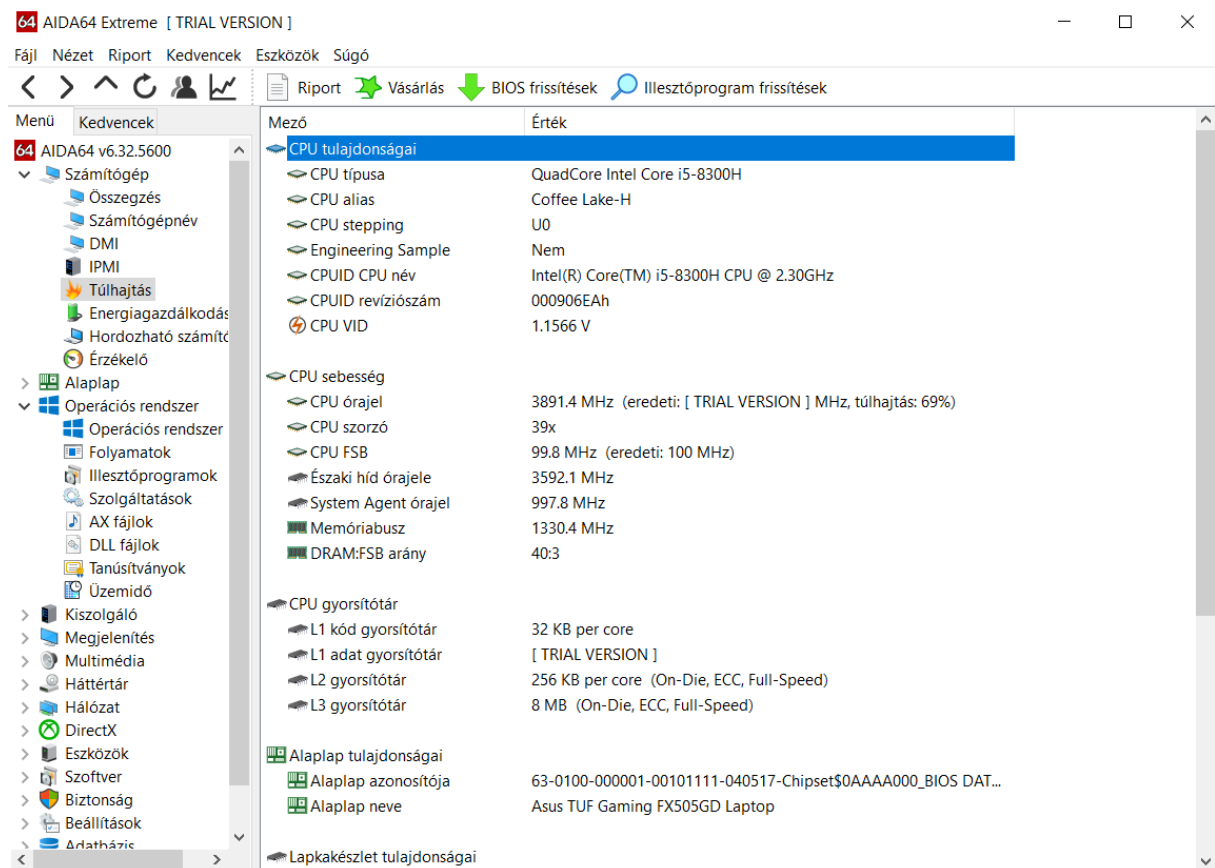 64 AIDA64 Extreme [ TRIAL VERSION ]
Fájl Nézet Riport Kedvencek Eszközök Súgó
Riport Vásárlás BIOS frissítések Illesztőprogram frissítések
Menü Kedvencek
64 AIDA64 v6.32.5600
Számítógép
Összegzés
Számítógépnév
DMI
IPMI
Túlhajtás
Energiagazdálkodás
Hordozható számító
Érzékelő
Alaplap
Operációs rendszer
Operációs rendszer
Folyamatok
Illesztőprogramok
Szolgáltatások
AX fájlok
DLL fájlok
Tanúsítványok
Üzemidő
Kiszolgáló
Megjelenítés
Multimédia
Háttértár
Hálózat
DirectX
Eszközök
Szoftver
Biztonság
Beállítások
Adatbázis
Mező Érték
CPU tulajdonságai
CPU típusa QuadCore Intel Core i5-8300H
CPU alias Coffee Lake-H
CPU stepping U0
Engineering Sample Nem
CPUID CPU név Intel(R) Core(TM) i5-8300H CPU @ 2.30GHz
CPUID revíziószám 000906EAh
CPU VID 1.1566 V
CPU sebesség
CPU órajel 3891.4 MHz (eredeti: [ TRIAL VERSION ] MHz, túlhajtás: 69%)
CPU szorzó 39x
CPU FSB 99.8 MHz (eredeti: 100 MHz)
Északi híd órajele 3592.1 MHz
System Agent órajel 997.8 MHz
Memóriabusz 1330.4 MHz
DRAM:FSB arány 40:3
CPU gyorsítótár
L1 kód gyorsítótár 32 KB per core
L1 adat gyorsítótár [ TRIAL VERSION ]
L2 gyorsítótár 256 KB per core (On-Die, ECC, Full-Speed)
L3 gyorsítótár 8 MB (On-Die, ECC, Full-Speed)
Alaplap tulajdonságai
Alaplap azonosítója 63-0100-000001-00101111-040517-Chipset$0AAAA000_BIOS DAT...
Alaplap neve Asus TUF Gaming FX505GD Laptop
Lapkakészlet tulajdonságai